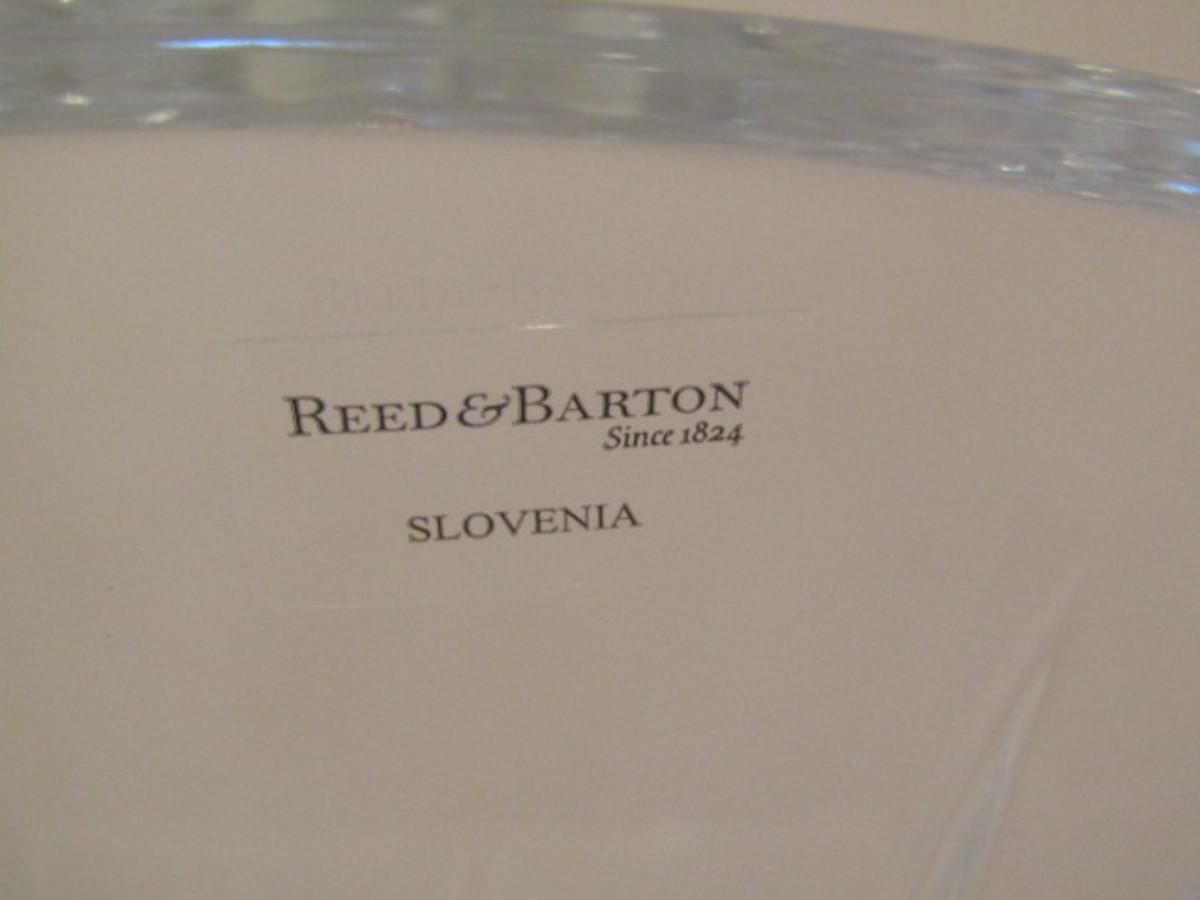 REED & BARTON
Since 1824
SLOVENIA